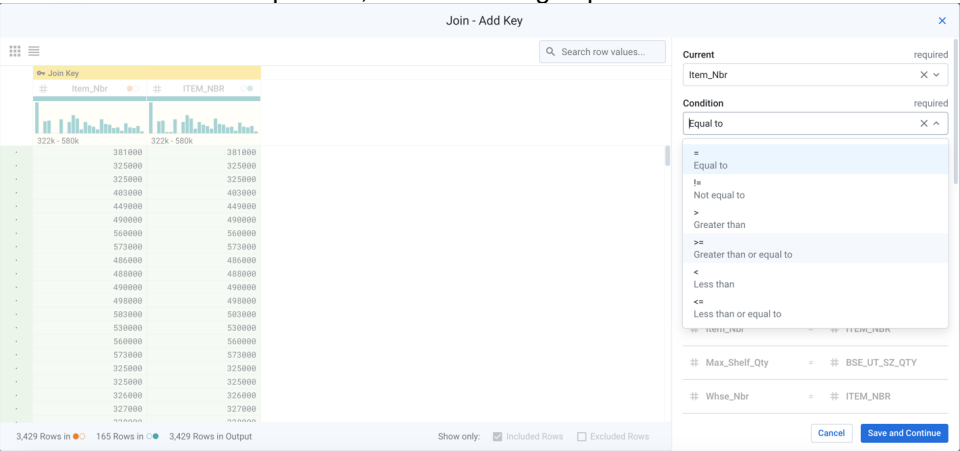 Join - Add Key
Search row values...
Join Key
# Item_Nbr # ITEM_NBR
322k - 580k 322k - 580k
381000 381000
325000 325000
325000 325000
403000 403000
449000 449000
490000 490000
560000 560000
573000 573000
486000 486000
488000 488000
490000 490000
498000 498000
503000 503000
530000 530000
560000 560000
573000 573000
325000 325000
325000 325000
326000 326000
327000 327000
3,429 Rows in 165 Rows in 3,429 Rows in Output
Show only: Included Rows Excluded Rows
Current required
Item_Nbr
Condition required
Equal to
=
Equal to
!=
Not equal to
>
Greater than
>=
Greater than or equal to
<
Less than
<=
Less than or equal to
# Item_Nbr = # ITEM_NBR
# Max_Shelf_Qty = # BSE_UT_SZ_QTY
# Whse_Nbr = # ITEM_NBR
Cancel Save and Continue